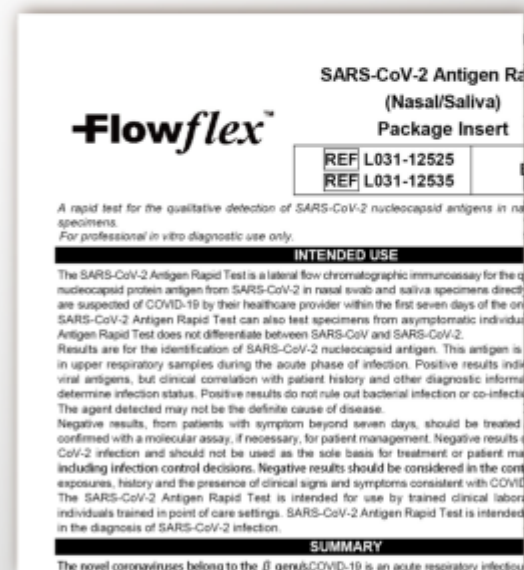 SARS-CoV-2 Antigen Ra
(Nasal/Saliva)
Flowflex™
Package Insert
REF L031-12525
REF L031-12535
A rapid test for the qualitative detection of SARS-CoV-2 nucleocapsid antigens in na
specimens.
For professional in vitro diagnostic use only.
INTENDED USE
The SARS-CoV-2 Antigen Rapid Test is a lateral flow chromatographic immunoassay for the q
nucleocapsid protein antigen from SARS-CoV-2 in nasal swab and saliva specimens directl
are suspected of COVID-19 by their healthcare provider within the first seven days of the on
SARS-CoV-2 Antigen Rapid Test can also test specimens from asymptomatic individua
Antigen Rapid Test does not differentiate between SARS-CoV and SARS-CoV-2.
Results are for the identification of SARS-CoV-2 nucleocapsid antigen. This antigen is
in upper respiratory samples during the acute phase of infection. Positive results indi
viral antigens, but clinical correlation with patient history and other diagnostic informa
determine infection status. Positive results do not rule out bacterial infection or co-infecti
The agent detected may not be the definite cause of disease.
Negative results, from patients with symptom beyond seven days, should be treated
confirmed with a molecular assay, if necessary, for patient management. Negative results
CoV-2 infection and should not be used as the sole basis for treatment or patient ma
including infection control decisions. Negative results should be considered in the con
exposures, history and the presence of clinical signs and symptoms consistent with COVID
The SARS-CoV-2 Antigen Rapid Test is intended for use by trained clinical labora
individuals trained in point of care settings. SARS-CoV-2 Antigen Rapid Test is intended
in the diagnosis of SARS-CoV-2 infection.
SUMMARY
The novel coronaviruses belong to the β genus.COVID-19 is an acute respiratory infectiou